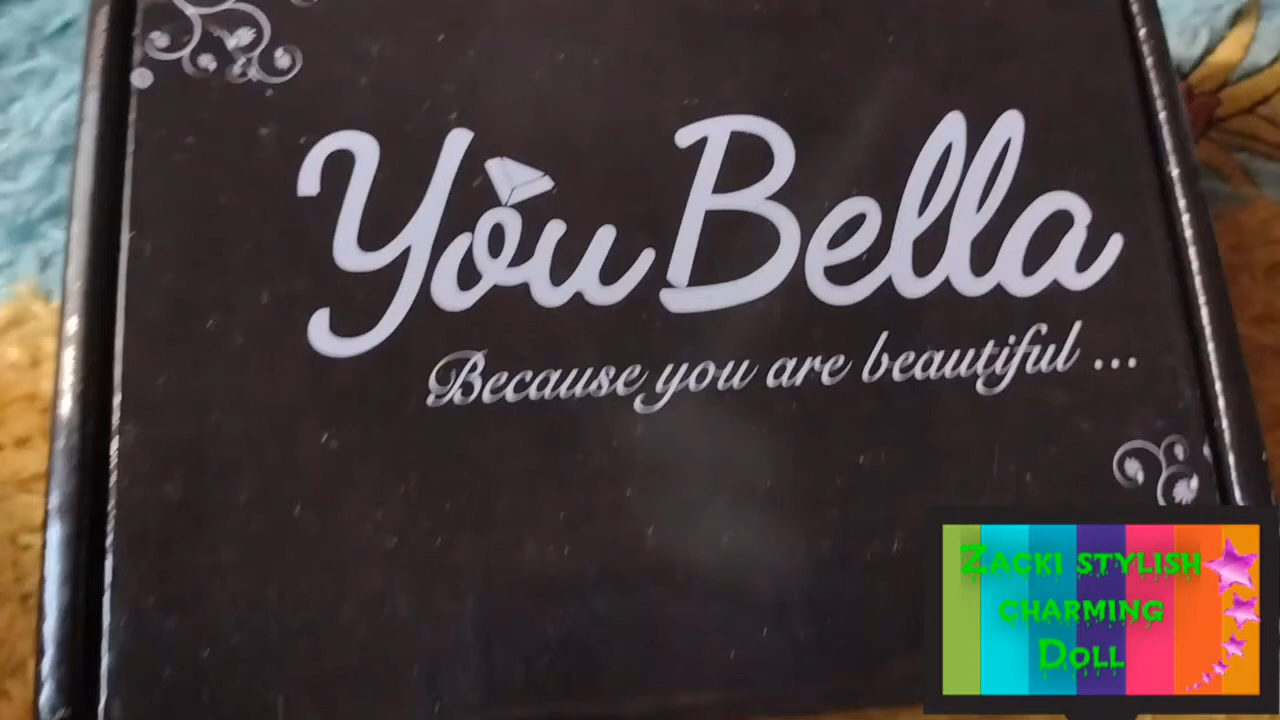 YouBella
Because you are beautiful ...
Zacki stylish
charming
Doll